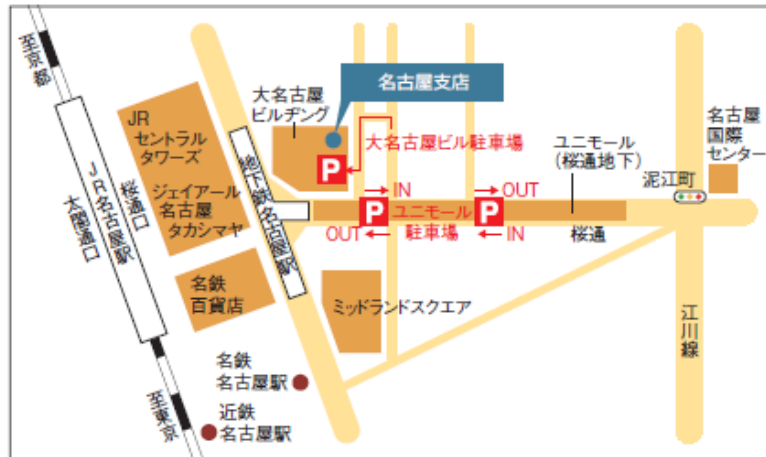 至京都
JR名古屋駅
桜通口
太閤通口
至東京
JR
セントラル
タワーズ
ジェイアール
名古屋
タカシマヤ
名鉄
百貨店
地下鉄名古屋駅
大名古屋
ビルヂング
名古屋支店
大名古屋ビル駐車場
P
IN
OUT
P
ユニモール
駐車場
P
OUT
IN
ユニモール
（桜通地下）
桜通
泥江町
名古屋
国際
センター
江川線
ミッドランドスクエア
名鉄
名古屋駅
近鉄
名古屋駅